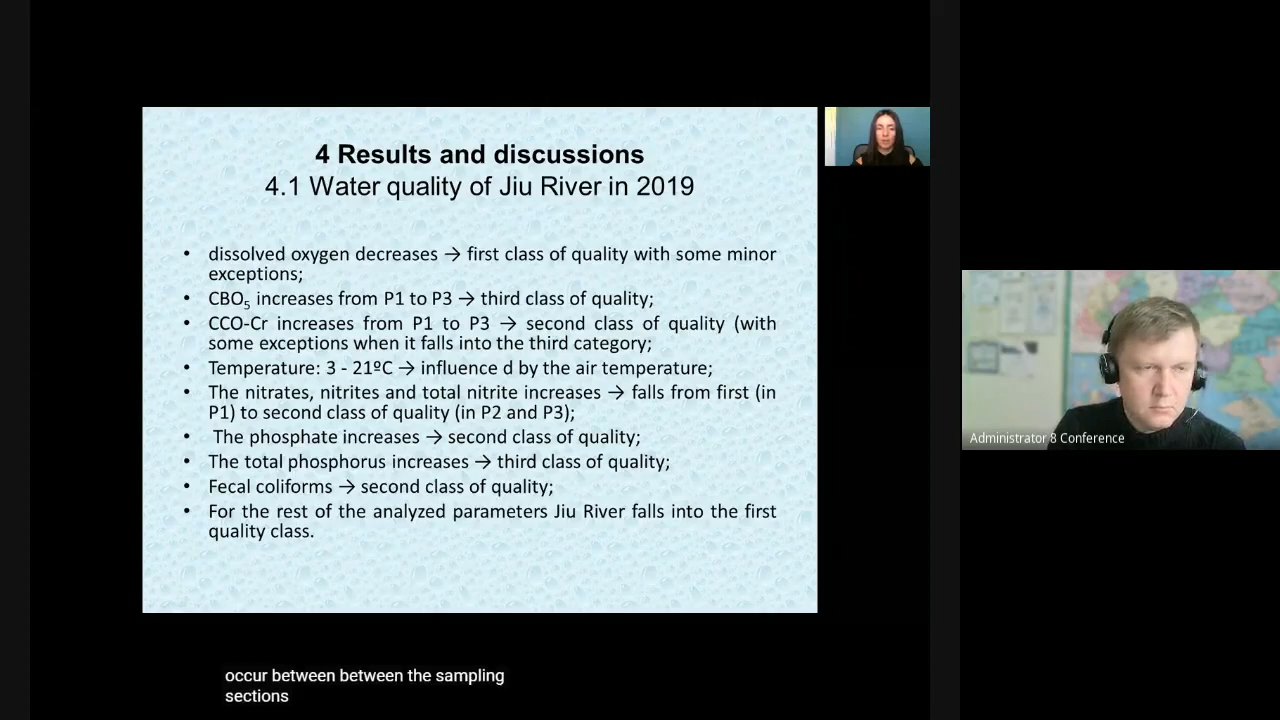 4 Results and discussions
4.1 Water quality of Jiu River in 2019
• dissolved oxygen decreases → first class of quality with some minor
exceptions;
• CBO₅ increases from P1 to P3 → third class of quality;
• CCO-Cr increases from P1 to P3 → second class of quality (with
some exceptions when it falls into the third category;
• Temperature: 3 - 21ºC → influence d by the air temperature;
• The nitrates, nitrites and total nitrite increases → falls from first (in
P1) to second class of quality (in P2 and P3);
• The phosphate increases → second class of quality;
• The total phosphorus increases → third class of quality;
• Fecal coliforms → second class of quality;
• For the rest of the analyzed parameters Jiu River falls into the first
quality class.
Administrator 8 Conference
occur between between the sampling
sections